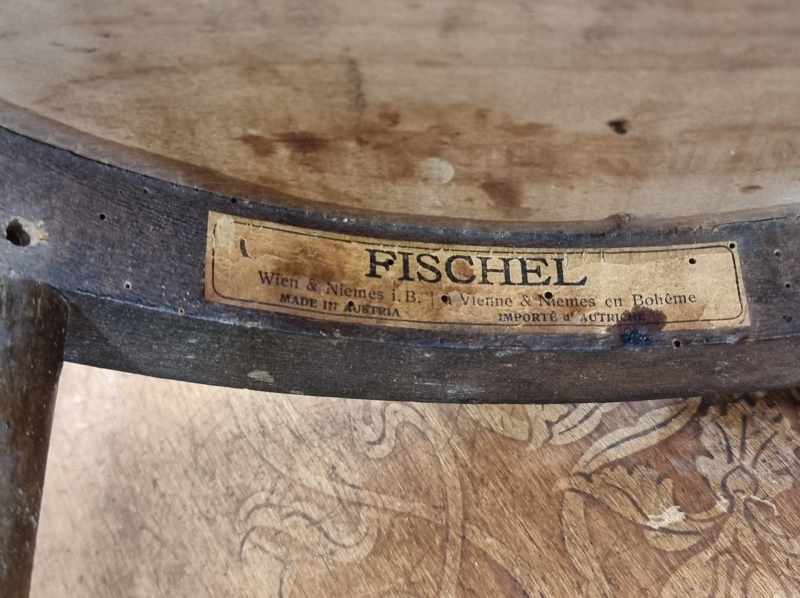 FISCHEL
Wien & Niemes i. B. | à Vienne & Niemes en Bohême
MADE IN AUSTRIA IMPORTÉ d' AUTRICHE